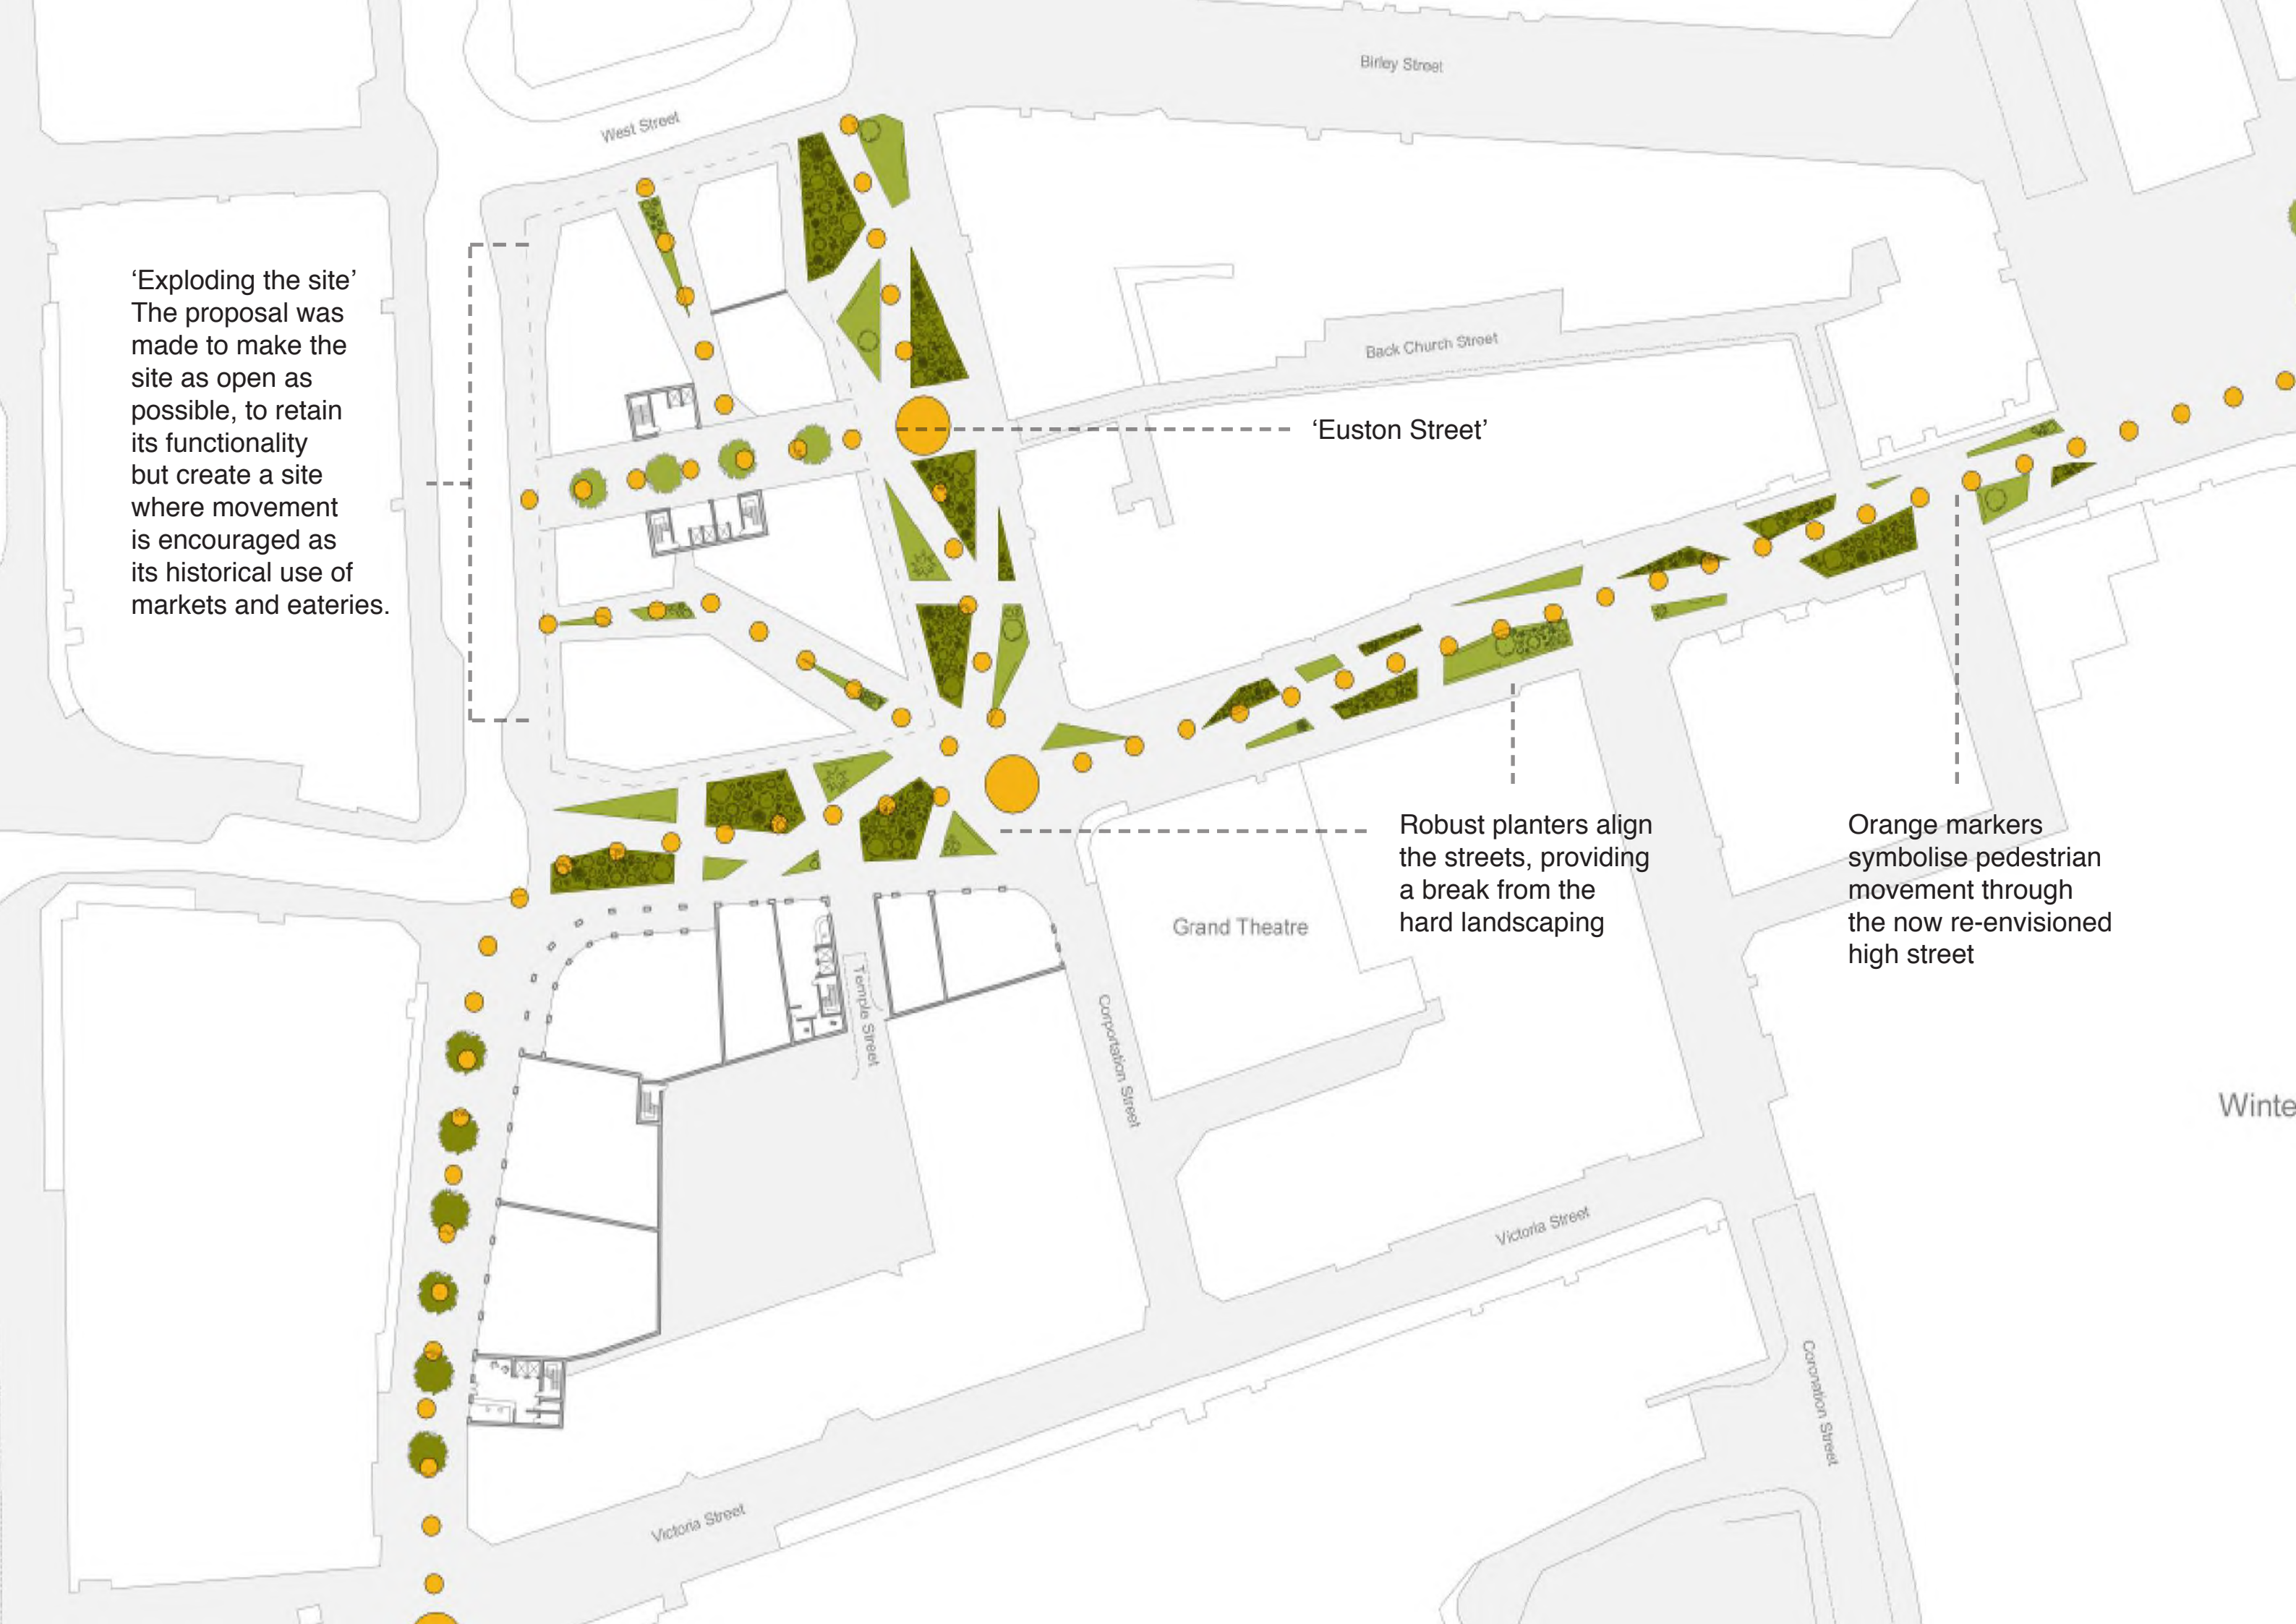 Birley Street
West Street
‘Exploding the site’
The proposal was
made to make the
site as open as
possible, to retain
its functionality
but create a site
where movement
is encouraged as
its historical use of
markets and eateries.
Back Church Street
‘Euston Street’
Robust planters align
the streets, providing
a break from the
hard landscaping
Orange markers
symbolise pedestrian
movement through
the now re-envisioned
high street
Grand Theatre
Temple Street
Corportation Street
Winte
Victoria Street
Coronation Street
Victoria Street